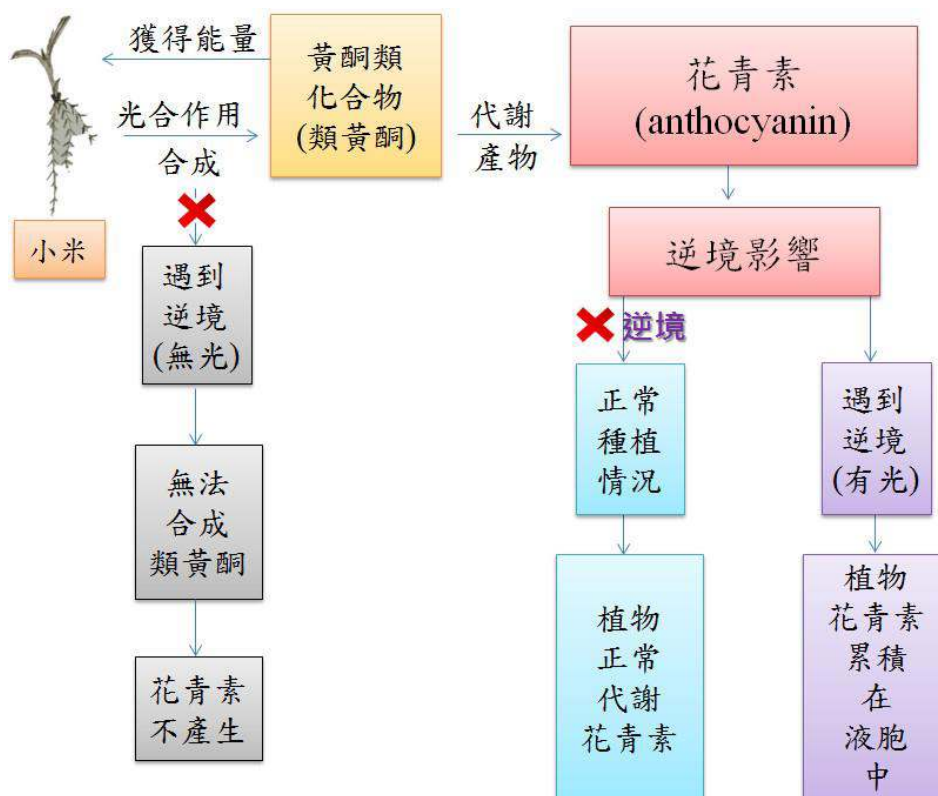 獲得能量
光合作用
合成
小米
黃酮類
化合物
(類黃酮)
代謝
產物
花青素
(anthocyanin)
逆境影響
遇到
逆境
(無光)
無法
合成
類黃酮
花青素
不產生
逆境
正常
種植
情況
植物
正常
代謝
花青素
遇到
逆境
(有光)
植物
花青素
累積
在
液胞
中